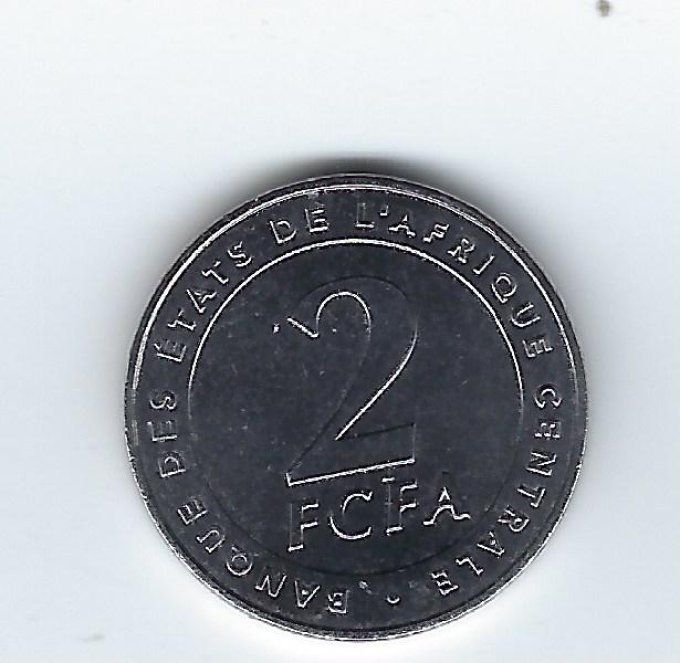 BANQUE DES ÉTATS DE L'AFRIQUE CENTRALE
2
FCFA